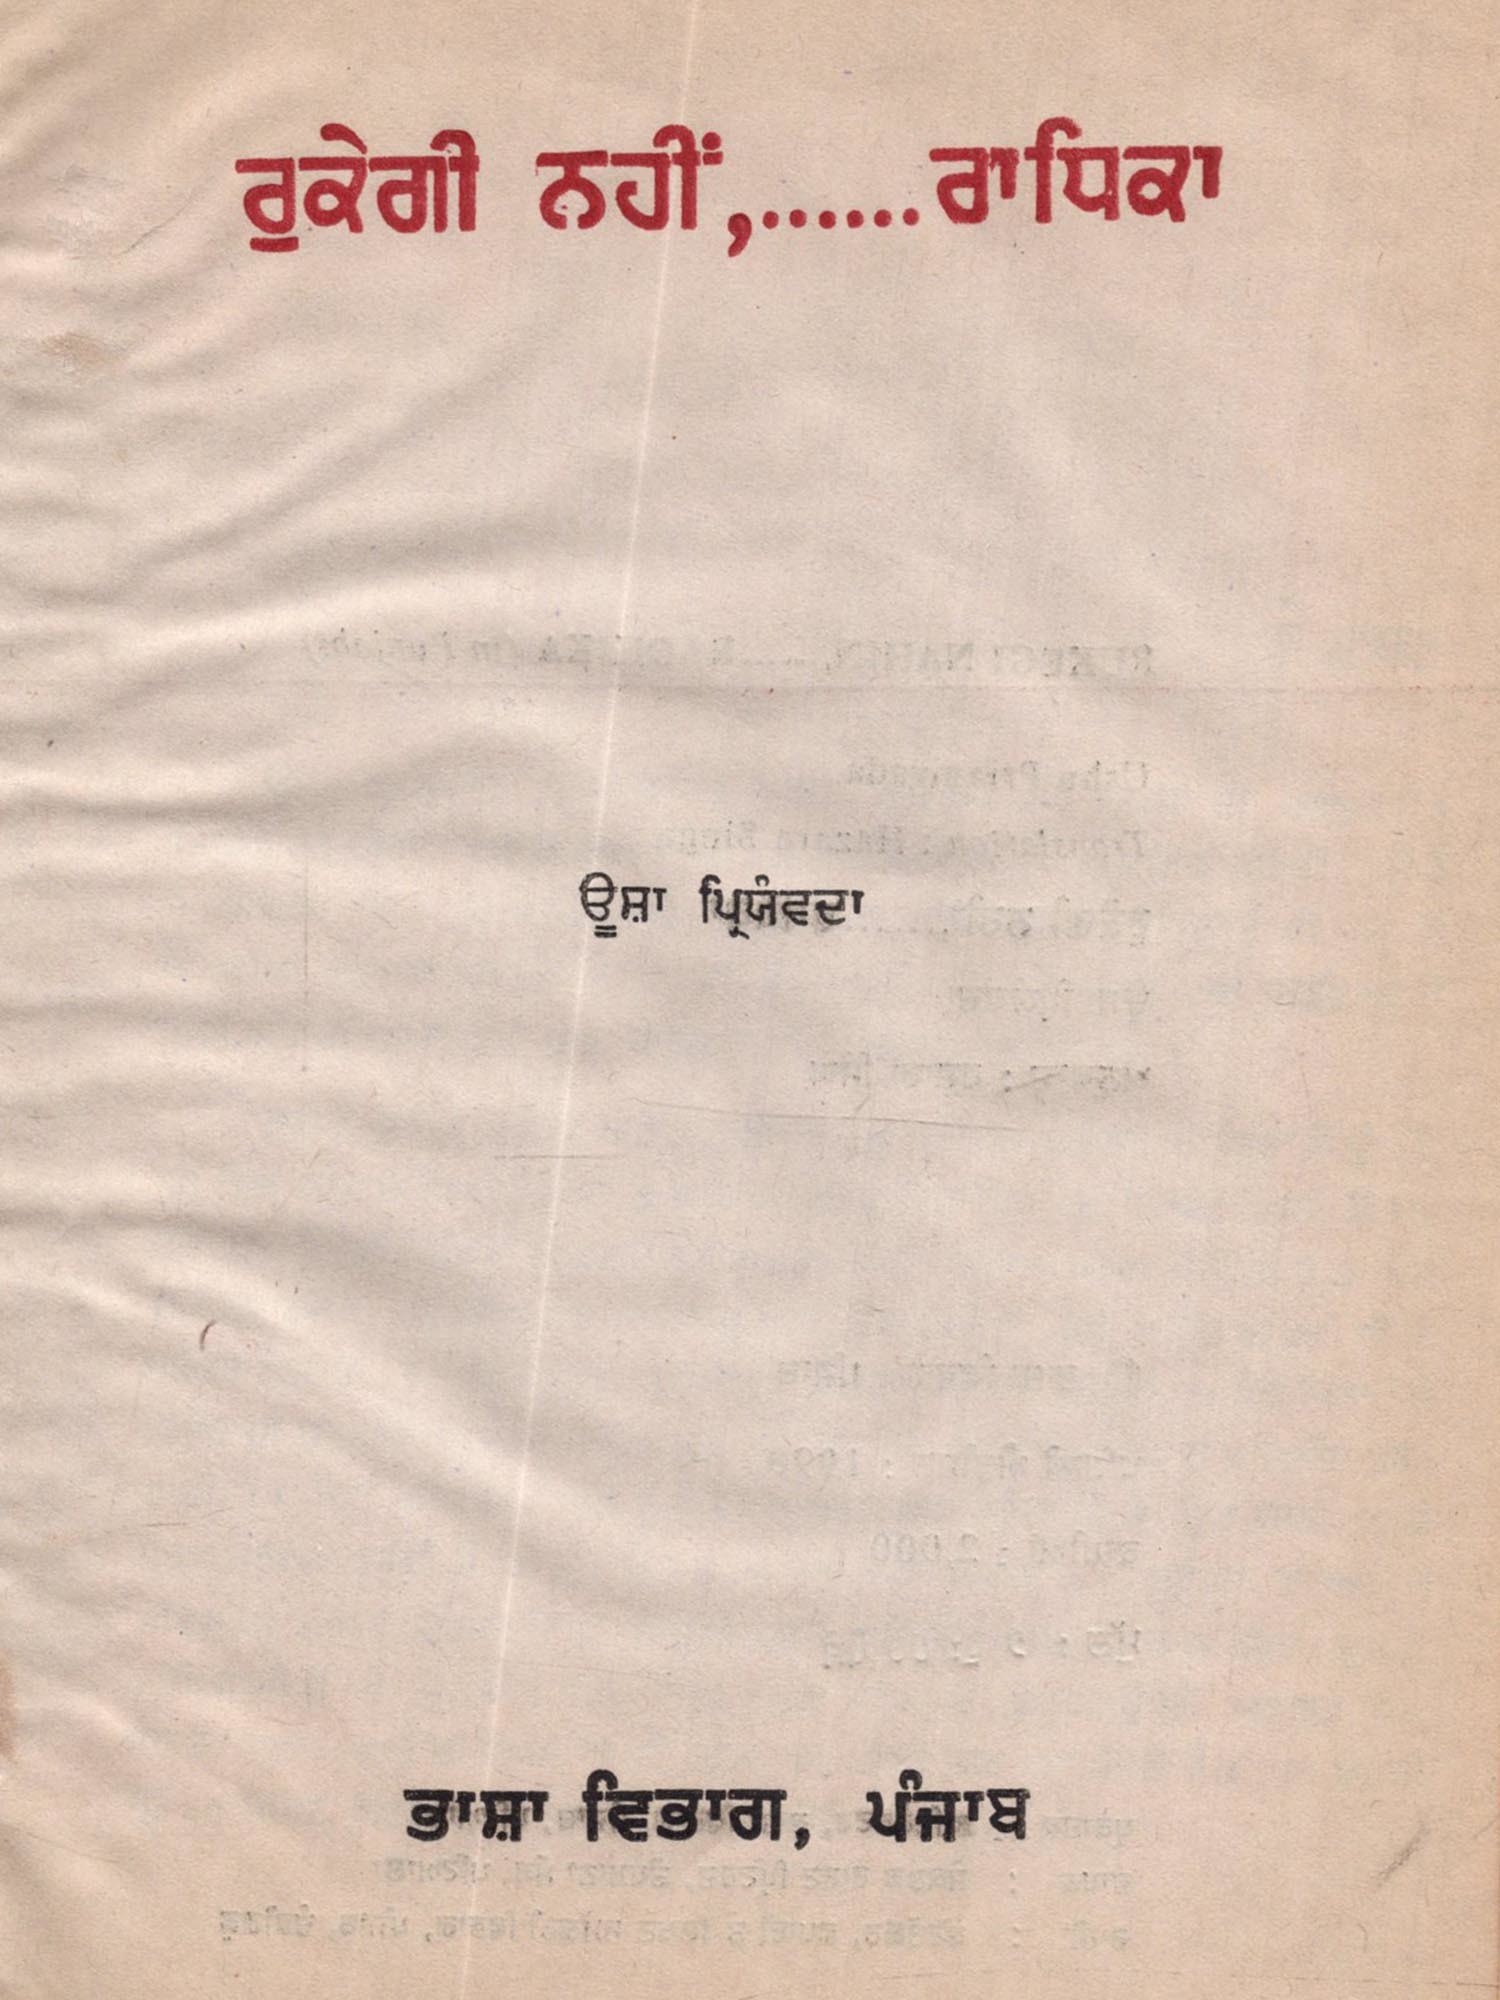 ਰੁਕੇਗੀ ਨਹੀਂ,......ਰਾਧਿਕਾ
ਊਸ਼ਾ ਪ੍ਰਿਯੰਵਦਾ
ਭਾਸ਼ਾ ਵਿਭਾਗ, ਪੰਜਾਬ